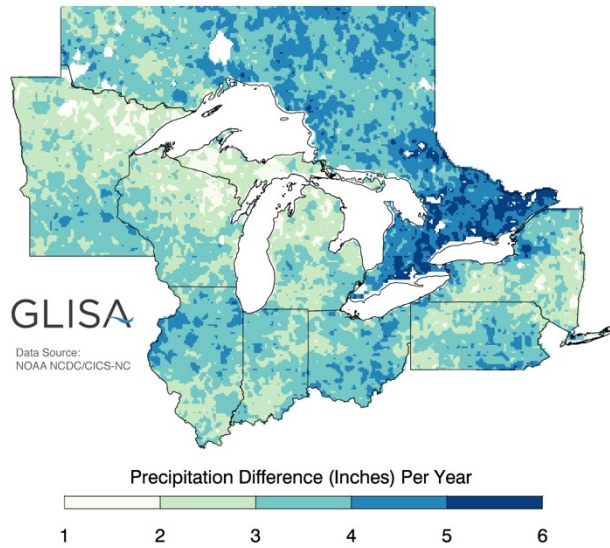 GLISA
Data Source:
NOAA NCDC/CICS-NC
Precipitation Difference (Inches) Per Year
1 2 3 4 5 6